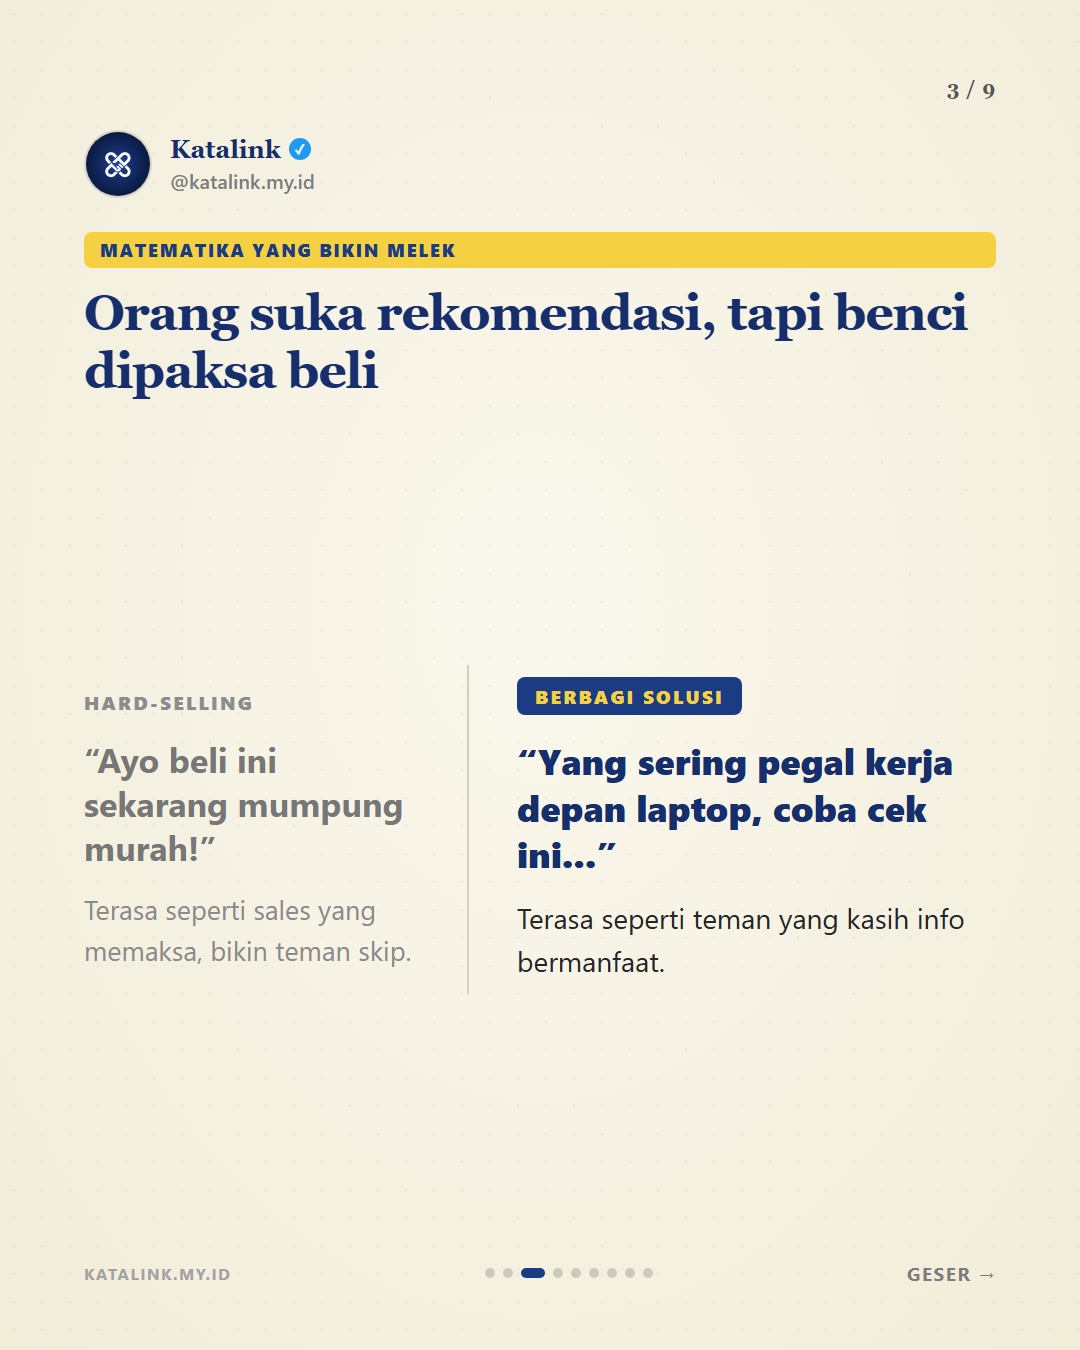 3 / 9
Katalink
@katalink.my.id
MATEMATIKA YANG BIKIN MELEK
Orang suka rekomendasi, tapi benci
dipaksa beli
HARD-SELLING
“Ayo beli ini
sekarang mumpung
murah!”
Terasa seperti sales yang
memaksa, bikin teman skip.
BERBAGI SOLUSI
“Yang sering pegal kerja
depan laptop, coba cek
ini...”
Terasa seperti teman yang kasih info
bermanfaat.
KATALINK.MY.ID
GESER →